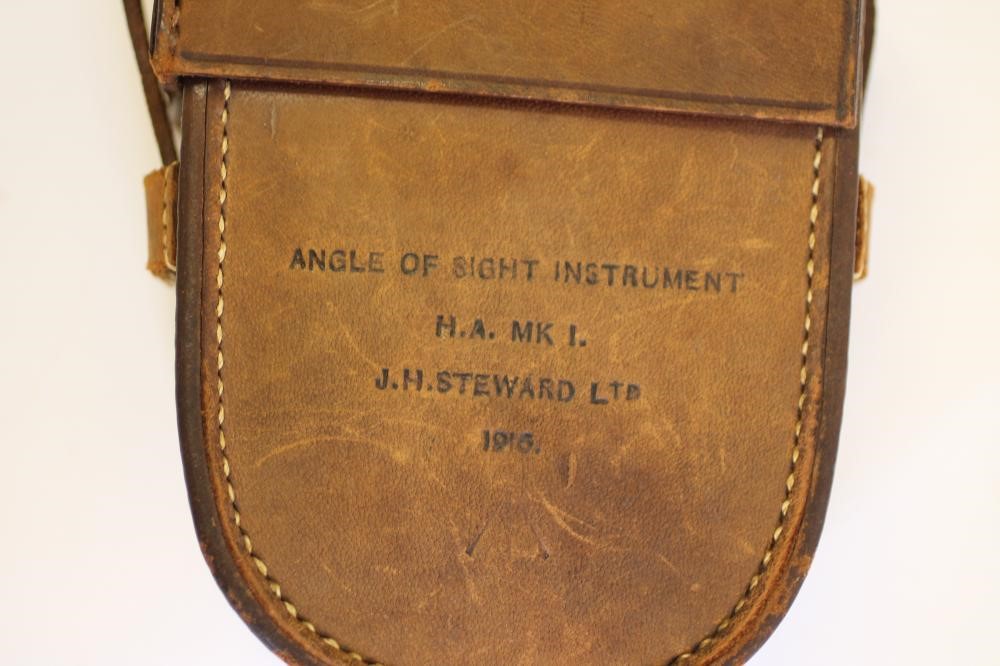 ANGLE OF SIGHT INSTRUMENT
H.A. MK I.
J.H.STEWARD LTD
1915.